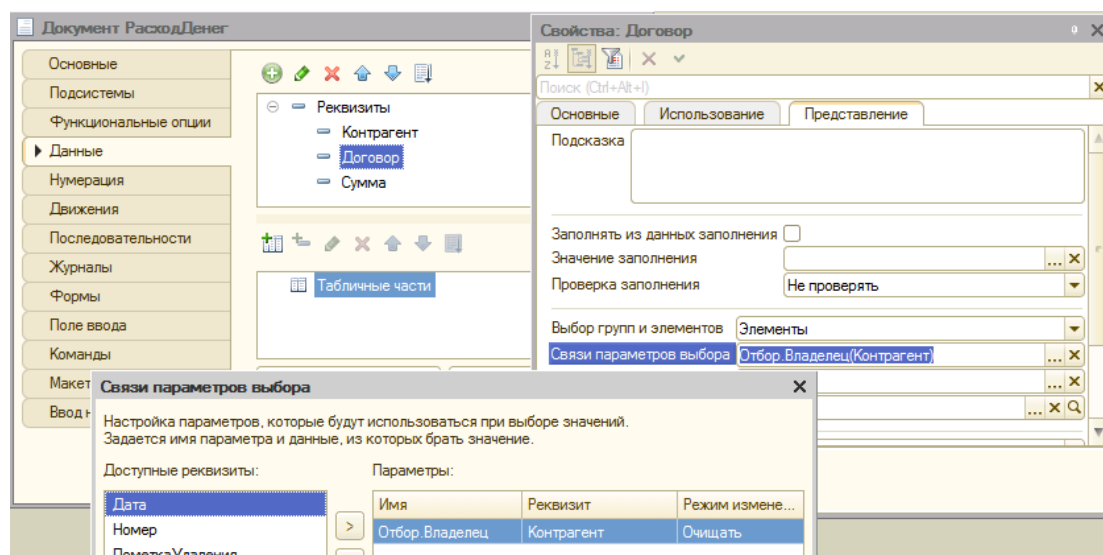 Документ РасходДенег
Основные
Подсистемы
Функциональные опции
Данные
Нумерация
Движения
Последовательности
Журналы
Формы
Поле ввода
Команды
Макет
Ввод н
Реквизиты
Контрагент
Договор
Сумма
Табличные части
Свойства: Договор
Поиск (Ctrl+Alt+I)
Основные Использование Представление
Подсказка
Заполнять из данных заполнения
Значение заполнения
Проверка заполнения Не проверять
Выбор групп и элементов Элементы
Связи параметров выбора Отбор.Владелец(Контрагент)
Связи параметров выбора
Настройка параметров, которые будут использоваться при выборе значений.
Задается имя параметра и данные, из которых брать значение.
Доступные реквизиты: Параметры:
Дата
Номер
ПометкаУдаления
Имя Реквизит Режим измене...
Отбор.Владелец Контрагент Очищать